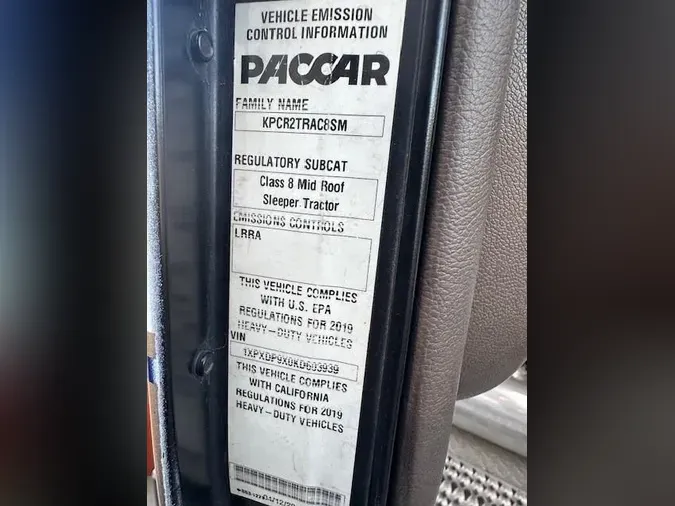 VEHICLE EMISSION
CONTROL INFORMATION
PACCAR
FAMILY NAME
KPCR2TRAC8SM
REGULATORY SUBCAT
Class 8 Mid Roof
Sleeper Tractor
EMISSIONS CONTROLS
LRRA
THIS VEHICLE COMPLIES
WITH U.S. EPA
REGULATIONS FOR 2019
HEAVY-DUTY VEHICLES
VIN
1XPXDP9X0KD603939
THIS VEHICLE COMPLIES
WITH CALIFORNIA
REGULATIONS FOR 2019
HEAVY-DUTY VEHICLES